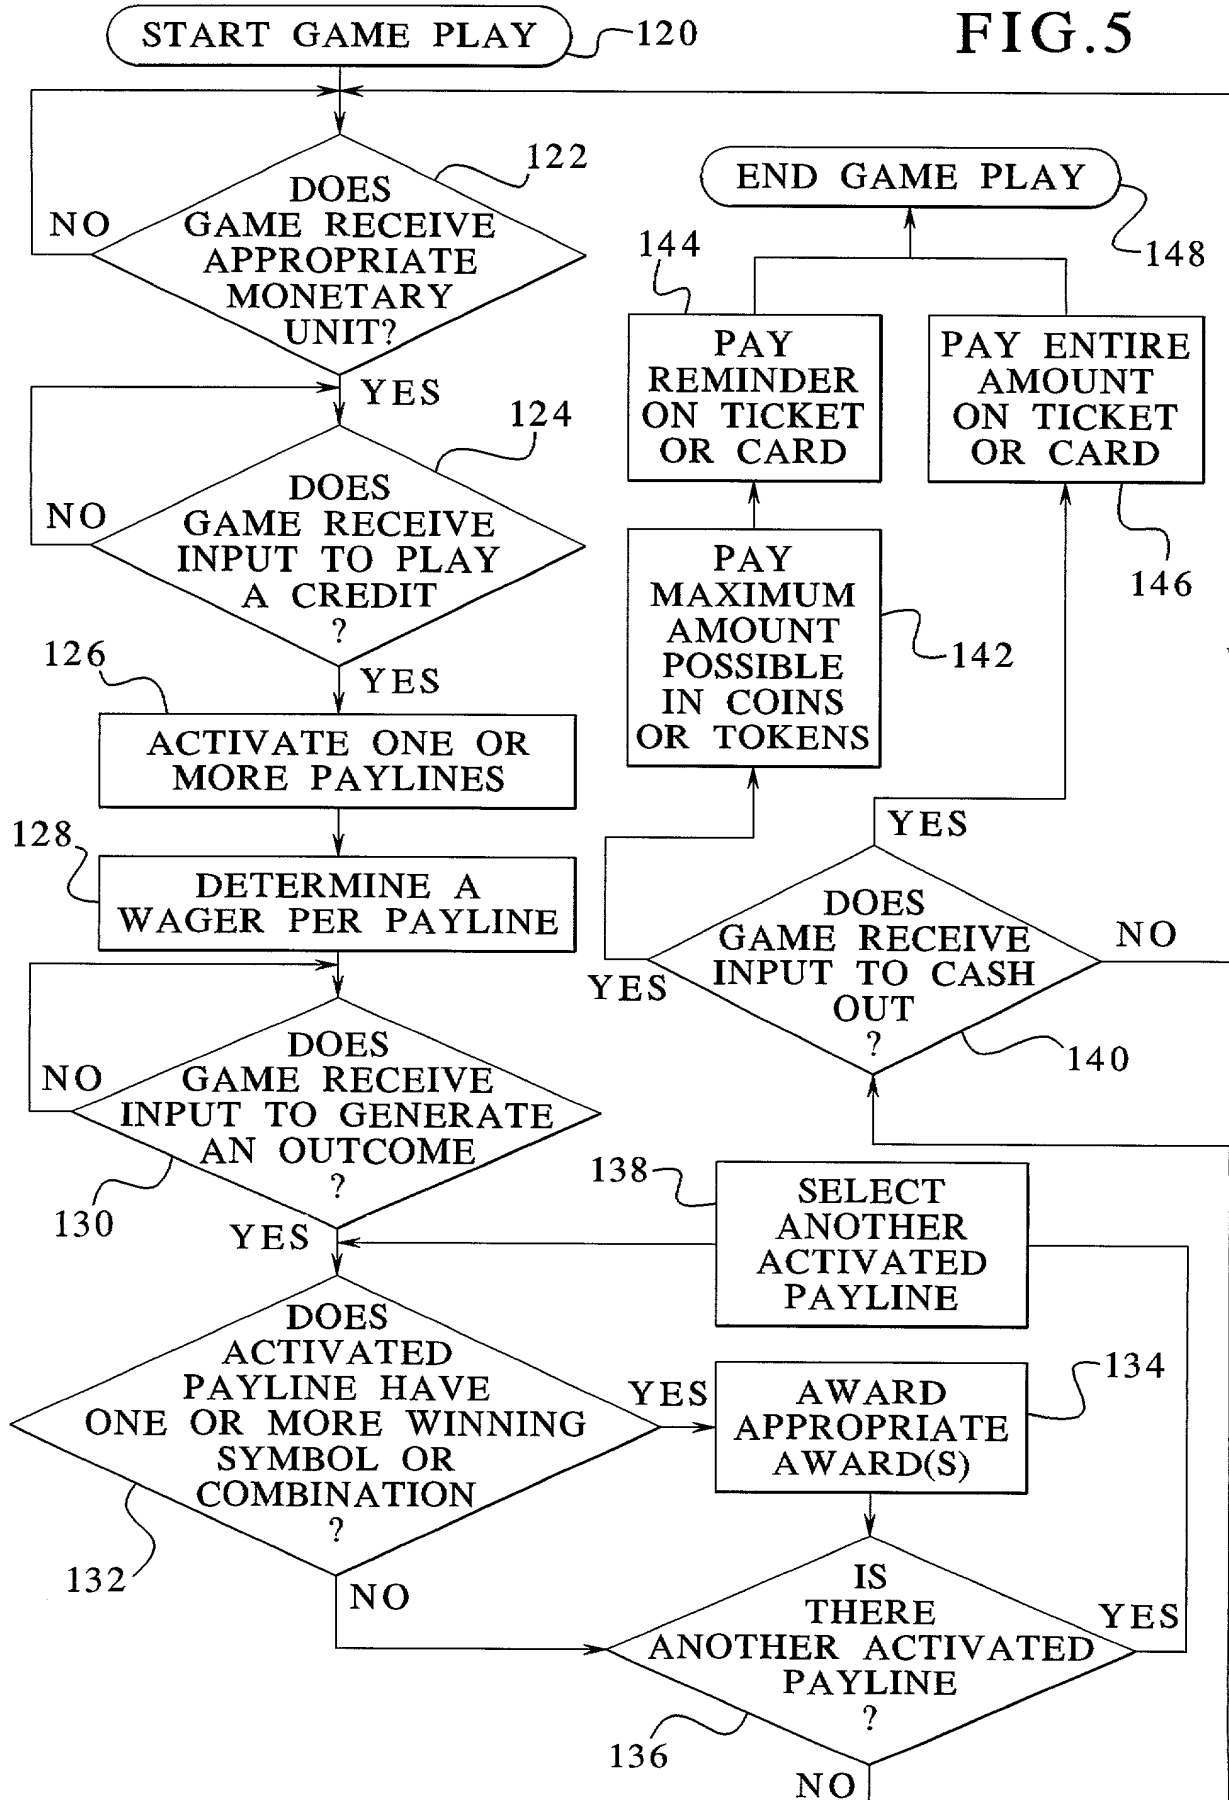 FIG.5
START GAME PLAY
120
DOES
GAME RECEIVE
APPROPRIATE
MONETARY
UNIT?
122
NO
YES
DOES
GAME RECEIVE
INPUT TO PLAY
A CREDIT
?
124
NO
YES
126
ACTIVATE ONE OR
MORE PAYLINES
128
DETERMINE A
WAGER PER PAYLINE
DOES
GAME RECEIVE
INPUT TO GENERATE
AN OUTCOME
?
NO
130
YES
DOES
ACTIVATED
PAYLINE HAVE
ONE OR MORE WINNING
SYMBOL OR
COMBINATION
?
132
YES
NO
134
AWARD
APPROPRIATE
AWARD(S)
IS
THERE
ANOTHER ACTIVATED
PAYLINE
?
136
YES
NO
138
SELECT
ANOTHER
ACTIVATED
PAYLINE
DOES
GAME RECEIVE
INPUT TO CASH
OUT
?
140
NO
YES
YES
PAY
MAXIMUM
AMOUNT
POSSIBLE
IN COINS
OR TOKENS
142
144
PAY
REMINDER
ON TICKET
OR CARD
PAY ENTIRE
AMOUNT
ON TICKET
OR CARD
146
END GAME PLAY
148